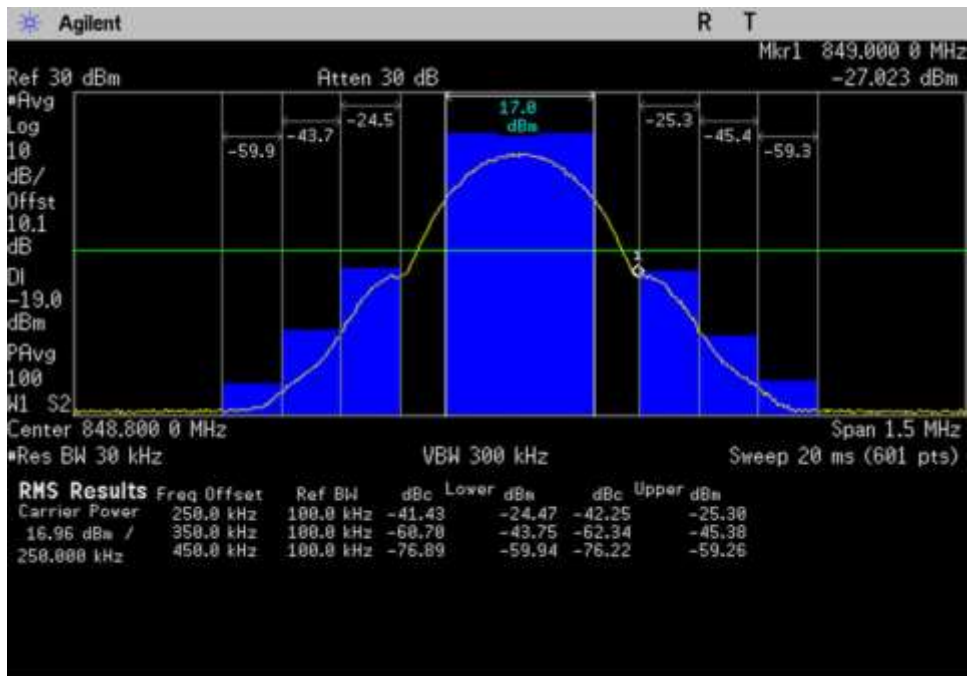 Agilent R T
Mkr1 849.000 0 MHz
Ref 30 dBm Atten 30 dB -27.023 dBm
#Avg
Log
10
dB/
Offst
10.1
dB
DI
-19.0
dBm
PAvg
100
W1 S2
-59.9
-43.7
-24.5
17.0
dBm
-25.3
-45.4
-59.3
1
Center 848.800 0 MHz Span 1.5 MHz
#Res BW 30 kHz VBW 300 kHz Sweep 20 ms (601 pts)
RMS Results Freq Offset Ref BW dBc Lower dBm dBc Upper dBm
Carrier Power 250.0 kHz 100.0 kHz -41.43 -24.47 -42.25 -25.30
16.96 dBm / 350.0 kHz 100.0 kHz -60.70 -43.75 -62.34 -45.38
250.000 kHz 450.0 kHz 100.0 kHz -76.89 -59.94 -76.22 -59.26